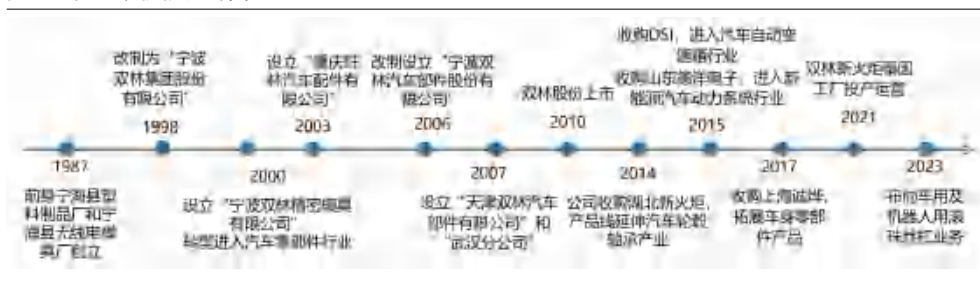 1987
前身宁海县塑
料制品厂和宁
海县无线电模
具厂创立
改制为“宁波
双林集团股份
有限公司”
1998
2000
设立“宁波双林精密模具
有限公司”
转型进入汽车零部件行业
设立“重庆旺
林汽车配件有
限公司”
2003
改制设立“宁波双
林汽车部件股份有
限公司”
2006
2007
设立“天津双林汽车
部件有限公司”和
“武汉分公司”
双林股份上市
2010
2014
公司收购湖北新火炬，
产品线延伸汽车轮毂
轴承产业
收购DSI，进入汽车自动变
速箱行业
收购山东德洋电子，进入新
能源汽车动力系统行业
2015
2017
收购上海诚烨，
拓展车身零部
件产品
双林新火炬泰国
工厂投产运营
2021
2023
布局车用及
机器人用滚
珠丝杠业务